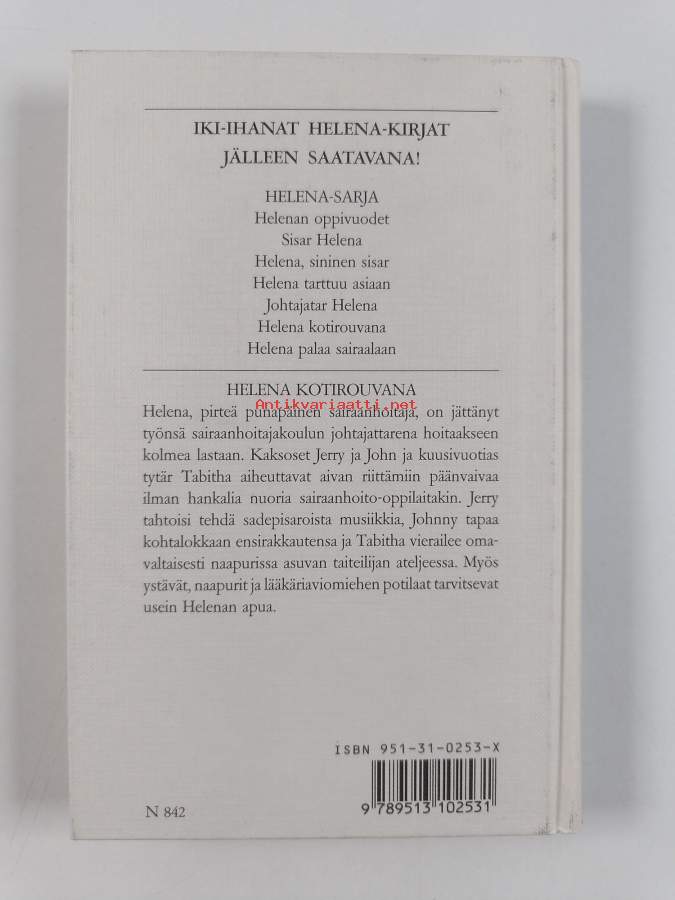 IKI-IHANAT HELENA-KIRJAT
JÄLLEEN SAATAVANA!
HELENA-SARJA
Helenan oppivuodet
Sisar Helena
Helena, sininen sisar
Helena tarttuu asiaan
Johtajatar Helena
Helena kotirouvana
Helena palaa sairaalaan
HELENA KOTIROUVANA
Antikvariaatti.net
Helena, pirteä punapäinen sairaanhoitaja, on jättänyt
työnsä sairaanhoitajakoulun johtajattarena hoitaakseen
kolmea lastaan. Kaksoset Jerry ja John ja kuusivuotias
tytär Tabitha aiheuttavat aivan riittämiin päänvaivaa
ilman hankalia nuoria sairaanhoito-oppilaitakin. Jerry
tahtoisi tehdä sadepisaroista musiikkia, Johnny tapaa
kohtalokkaan ensirakkautensa ja Tabitha vierailee oma-
valtaisesti naapurissa asuvan taiteilijan ateljeessa. Myös
ystävät, naapurit ja lääkäriaviomiehen potilaat tarvitsevat
usein Helenan apua.
ISBN 951-31-0253-X
9 789513 102531
N 842